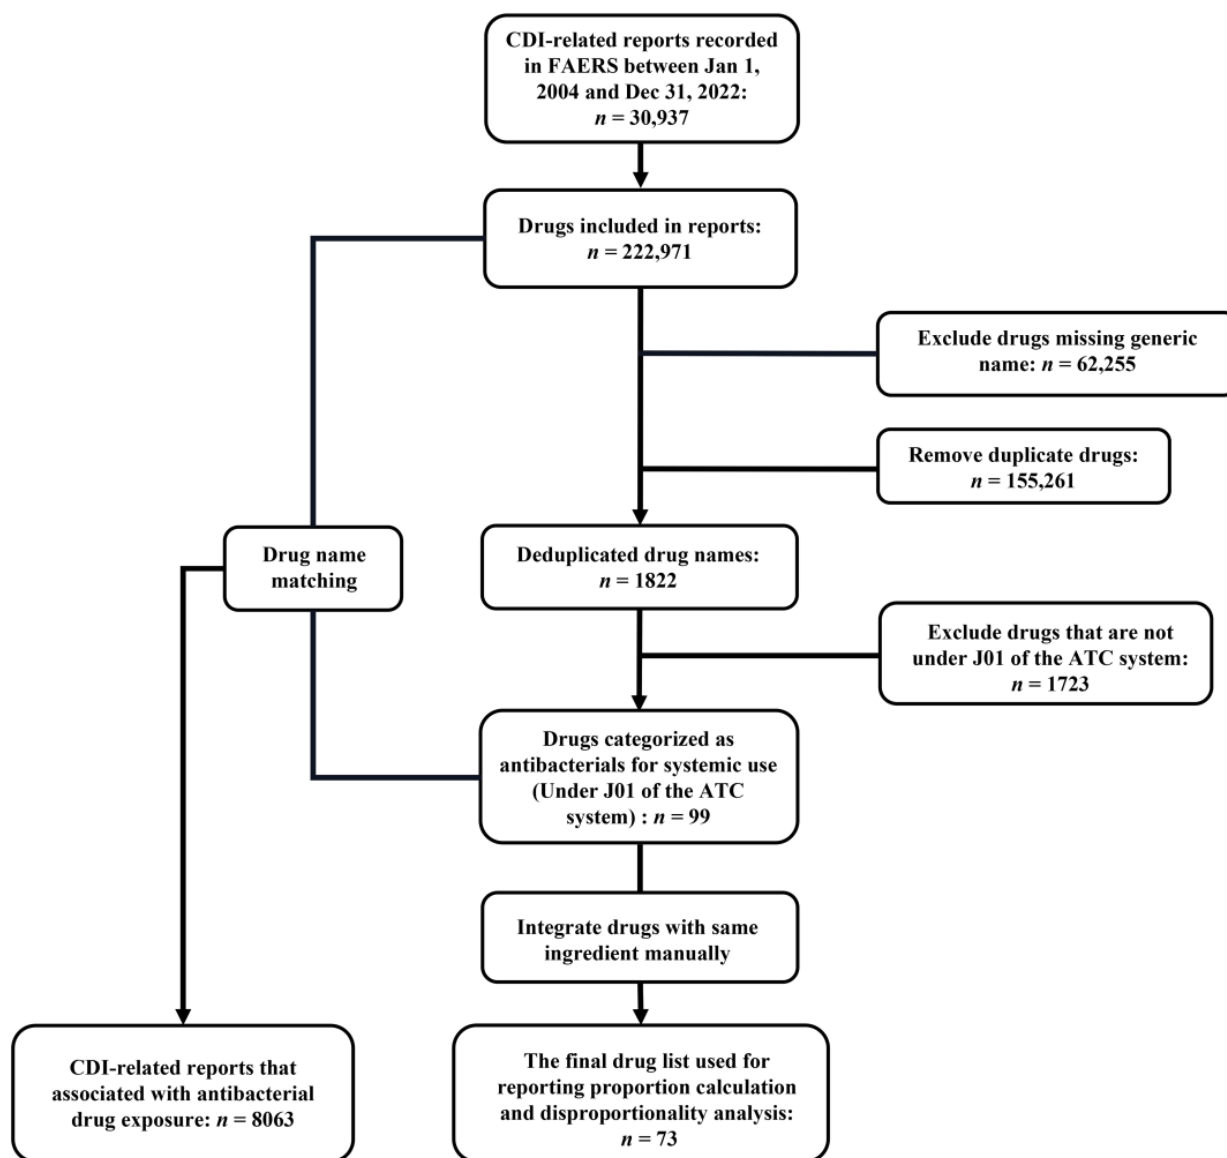 CDI-related reports recorded
in FAERS between Jan 1,
2004 and Dec 31, 2022:
n = 30,937
Drugs included in reports:
n = 222,971
Exclude drugs missing generic
name: n = 62,255
Remove duplicate drugs:
n = 155,261
Drug name
matching
Deduplicated drug names:
n = 1822
Exclude drugs that are not
under J01 of the ATC system:
n = 1723
Drugs categorized as
antibacterials for systemic use
(Under J01 of the ATC
system) : n = 99
Integrate drugs with same
ingredient manually
CDI-related reports that
associated with antibacterial
drug exposure: n = 8063
The final drug list used for
reporting proportion calculation
and disproportionality analysis:
n = 73